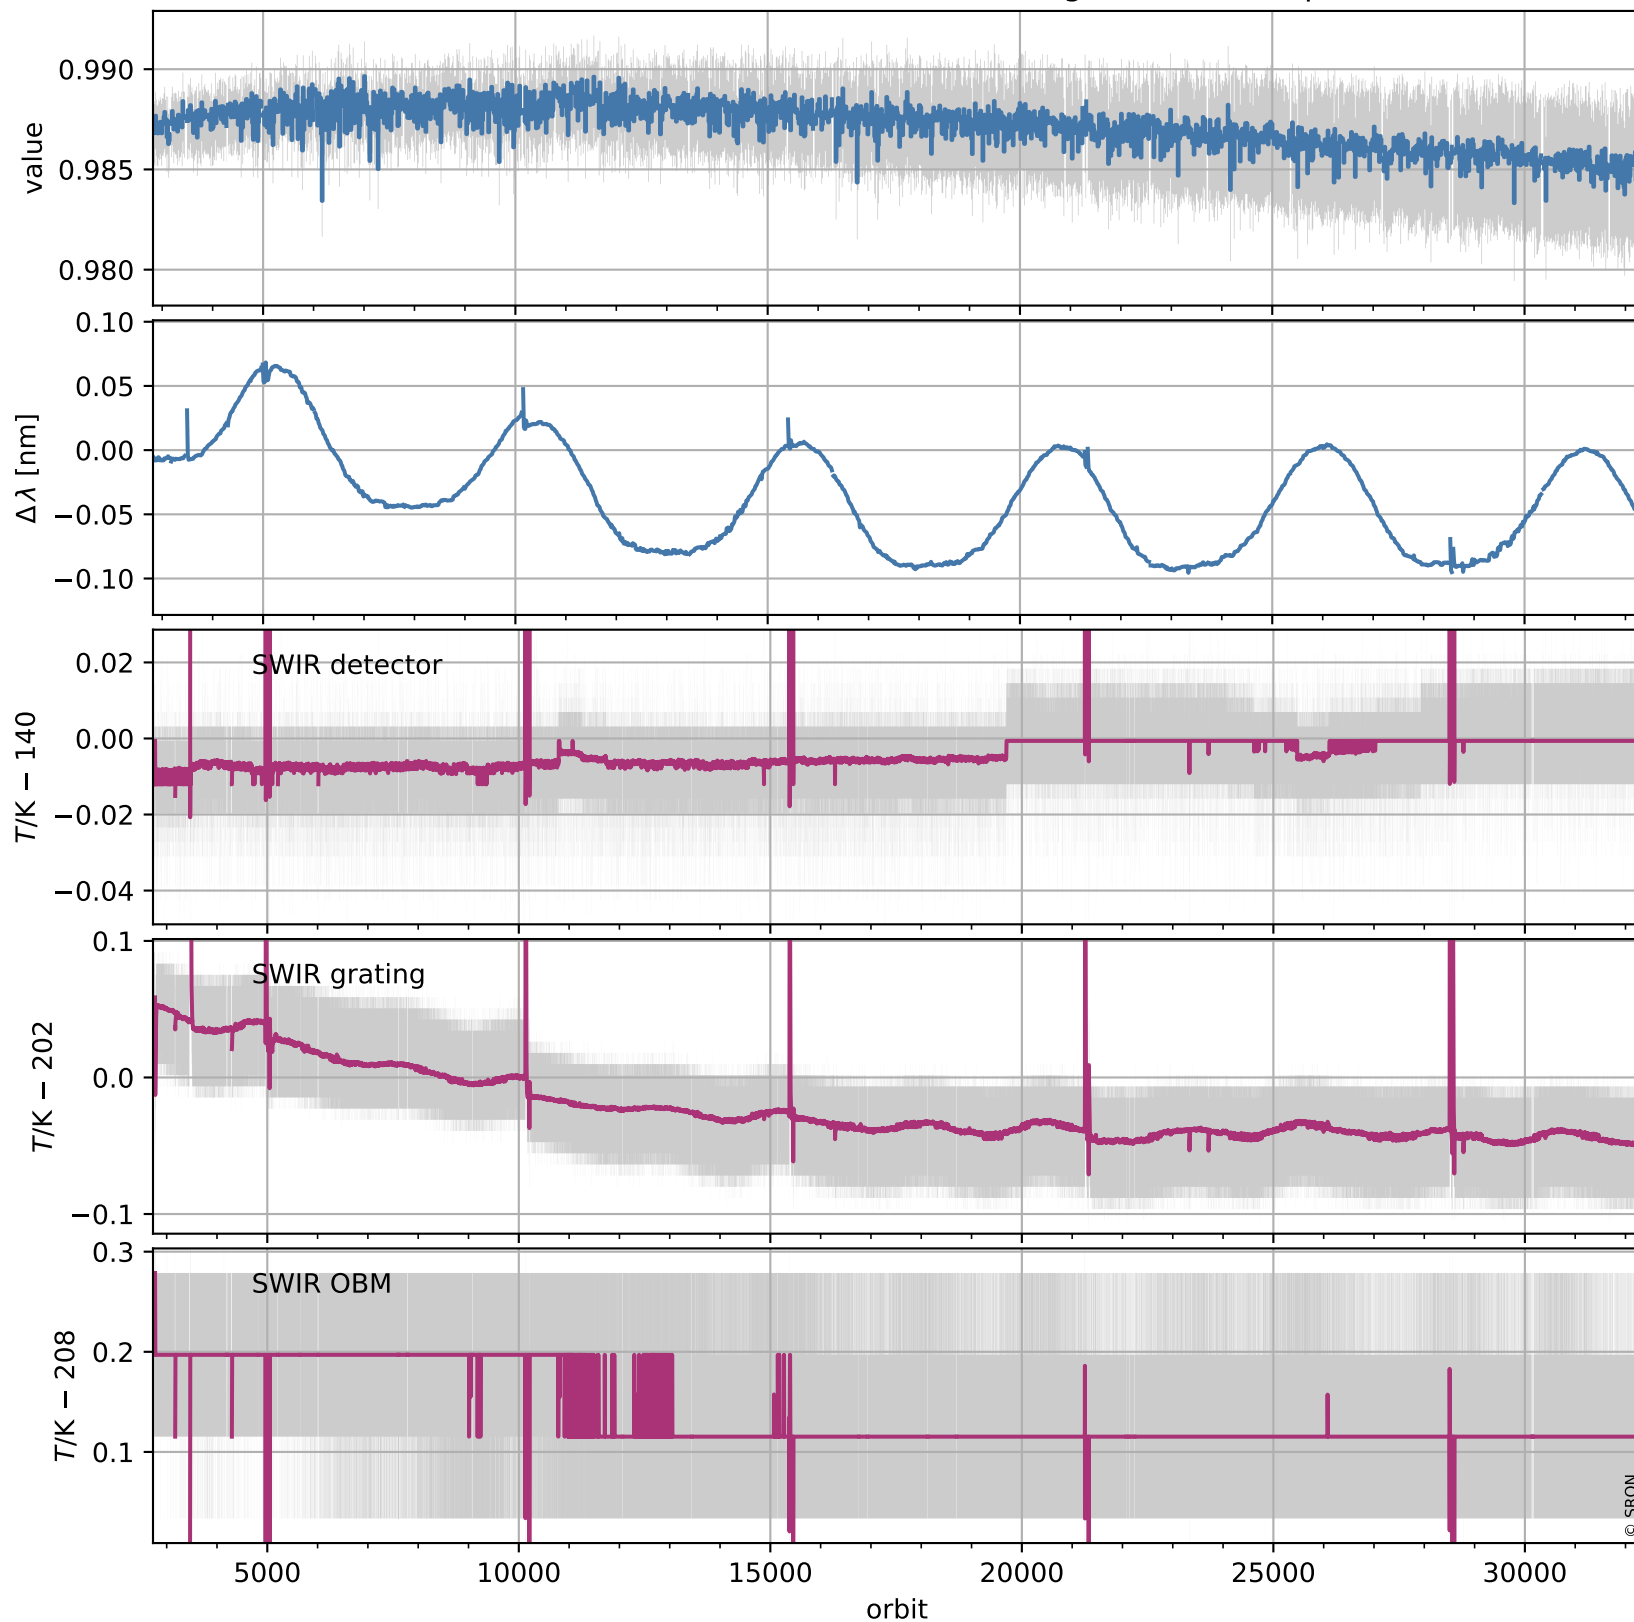 0.990
0.985
0.980
value
0.10
0.05
0.00
−0.05
−0.10
Δλ [nm]
SWIR detector
0.02
0.00
−0.02
−0.04
T/K − 140
SWIR grating
0.1
0.0
−0.1
T/K − 202
SWIR OBM
0.3
0.2
0.1
T/K − 208
© SRON
5000 10000 15000 20000 25000 30000
orbit